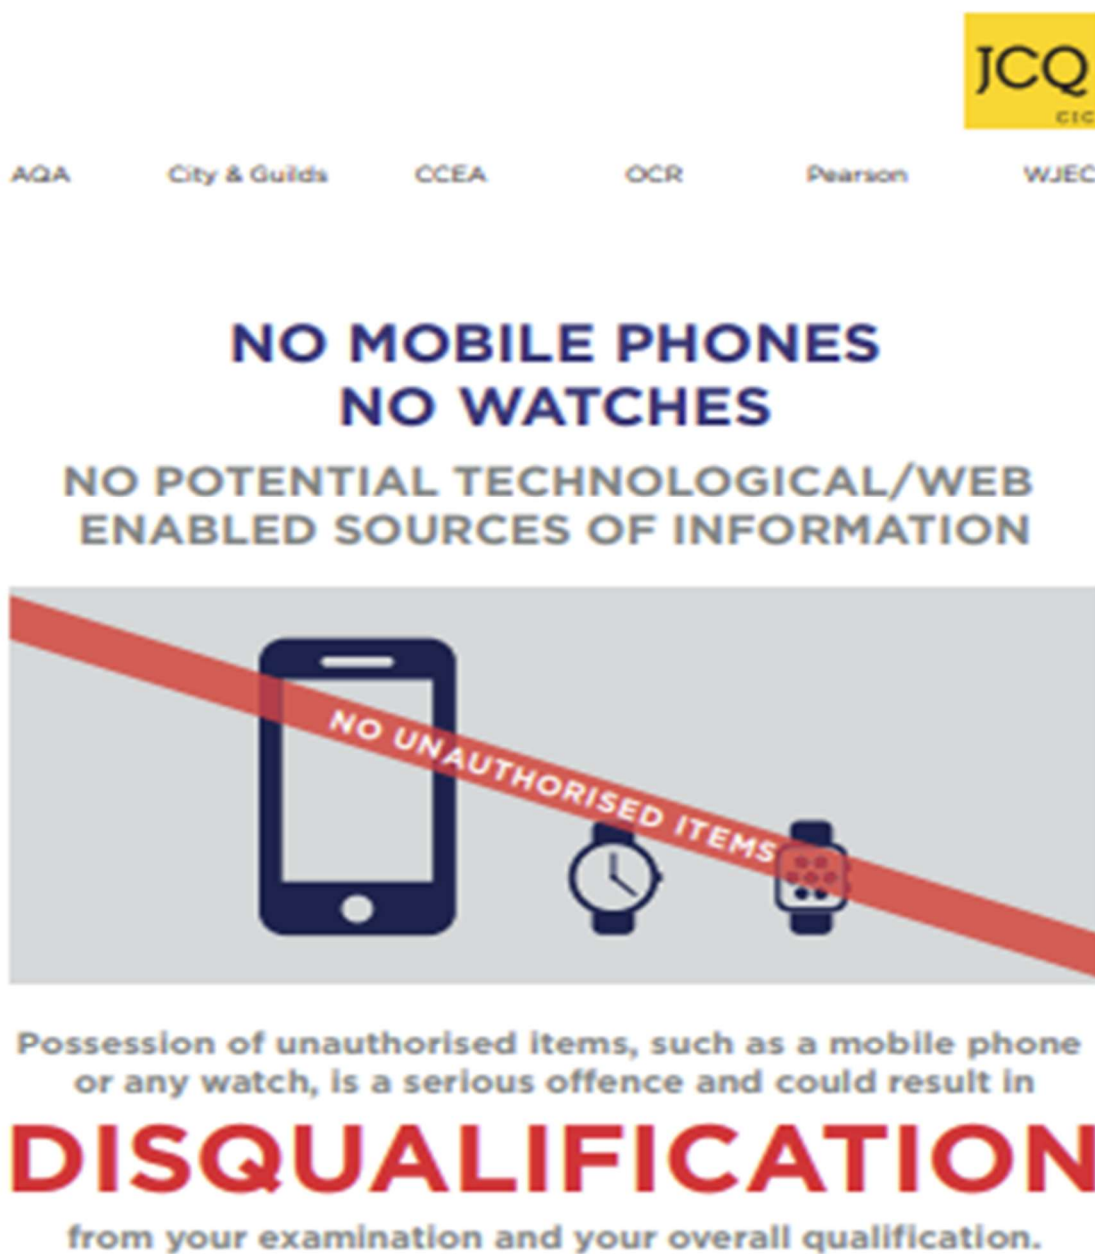 JCQ
CIC
AQA City & Guilds CCEA OCR Pearson WJEC
NO MOBILE PHONES
NO WATCHES
NO POTENTIAL TECHNOLOGICAL/WEB
ENABLED SOURCES OF INFORMATION
NO UNAUTHORISED ITEMS
Possession of unauthorised items, such as a mobile phone
or any watch, is a serious offence and could result in
DISQUALIFICATION
from your examination and your overall qualification.